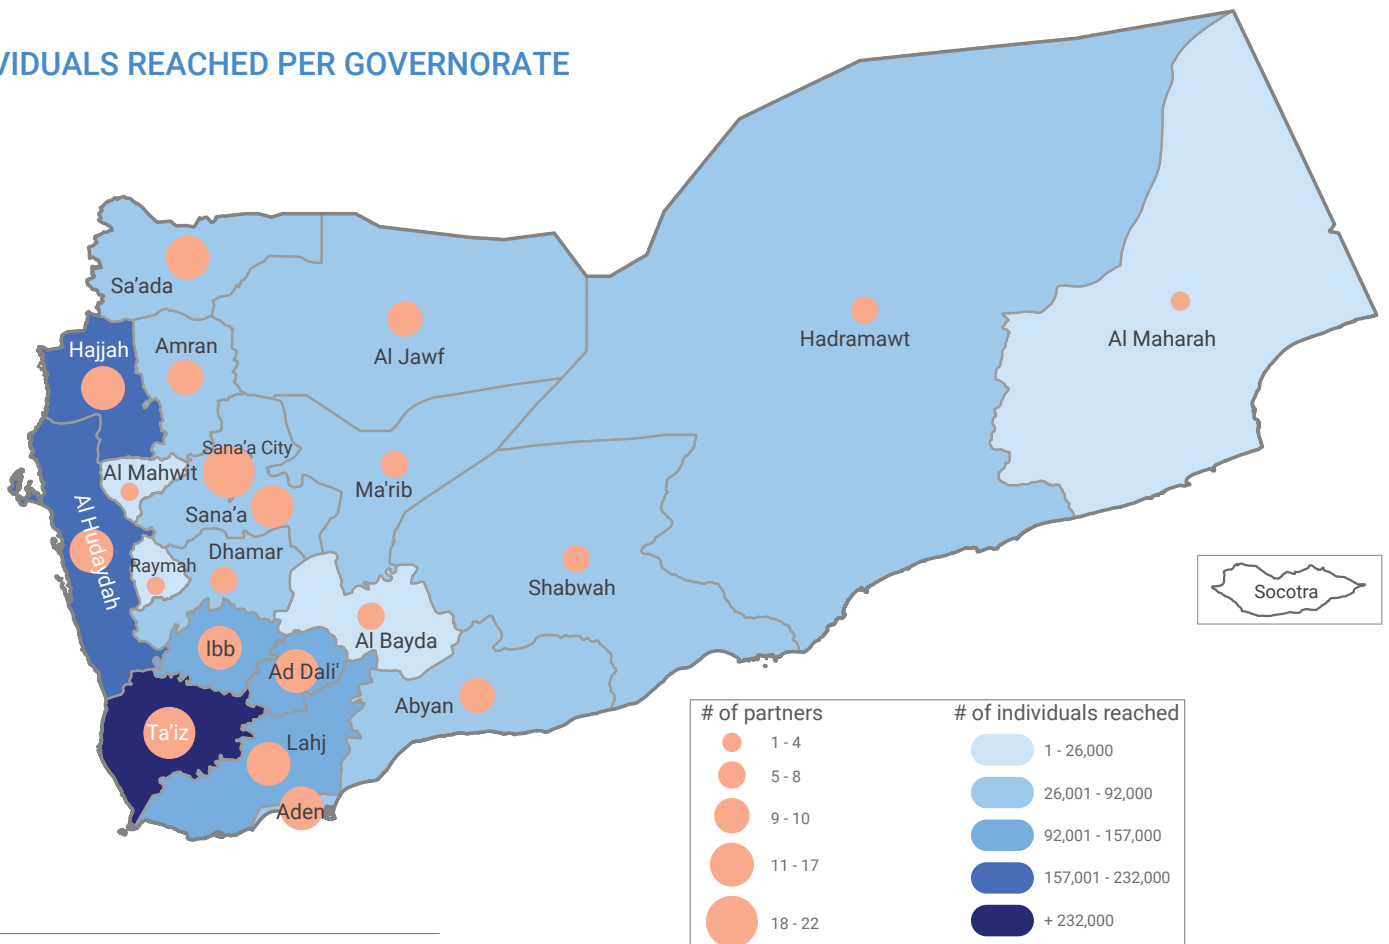 VIDUALS REACHED PER GOVERNORATE
Sa'ada
Hajjah
Amran
Al Jawf
Hadramawt
Al Maharah
Sana'a City
Al Mahwit
Ma'rib
Sana'a
Al Hudaydah
Dhamar
Raymah
Shabwah
Socotra
Ibb
Al Bayda
Ad Dali'
Abyan
Ta'iz
Lahj
Aden
# of partners
1 - 4
5 - 8
9 - 10
11 - 17
18 - 22
# of individuals reached
1 - 26,000
26,001 - 92,000
92,001 - 157,000
157,001 - 232,000
+ 232,000